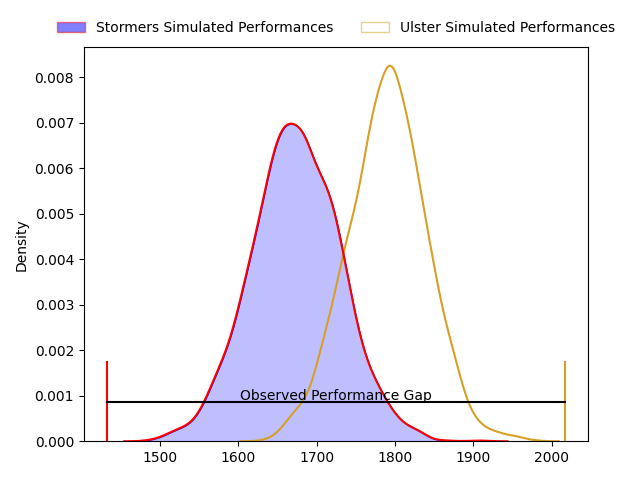 Stormers Simulated Performances Ulster Simulated Performances
0.008
0.007
0.006
0.005
0.004
0.003
0.002
0.001
0.000
Density
Observed Performance Gap
1500 1600 1700 1800 1900 2000